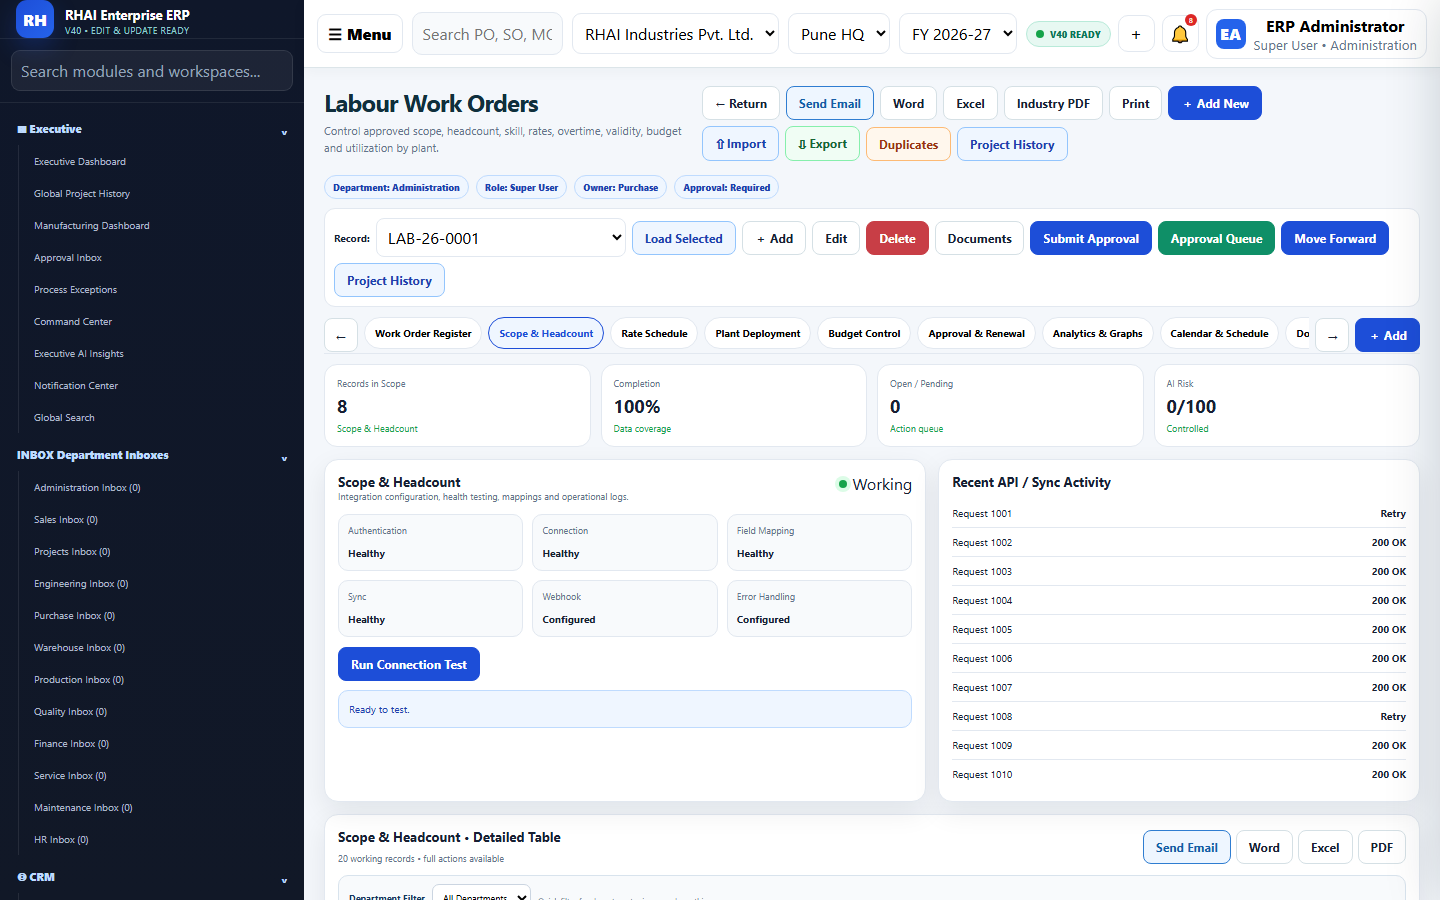 RH
RHAI Enterprise ERP
V40 • EDIT & UPDATE READY
Search modules and workspaces...
Executive
Executive Dashboard
Global Project History
Manufacturing Dashboard
Approval Inbox
Process Exceptions
Command Center
Executive AI Insights
Notification Center
Global Search
INBOX Department Inboxes
Administration Inbox (0)
Sales Inbox (0)
Projects Inbox (0)
Engineering Inbox (0)
Purchase Inbox (0)
Warehouse Inbox (0)
Production Inbox (0)
Quality Inbox (0)
Finance Inbox (0)
Service Inbox (0)
Maintenance Inbox (0)
HR Inbox (0)
CRM
☰ Menu
Search PO, SO, MO
RHAI Industries Pvt. Ltd.
Pune HQ
FY 2026-27
V40 READY
+
8
EA
ERP Administrator
Super User • Administration
Labour Work Orders
Control approved scope, headcount, skill, rates, overtime, validity, budget
and utilization by plant.
← Return
Send Email
Word
Excel
Industry PDF
Print
+ Add New
⇧ Import
⇩ Export
Duplicates
Project History
Department: Administration
Role: Super User
Owner: Purchase
Approval: Required
Record:
LAB-26-0001
Load Selected
+ Add
Edit
Delete
Documents
Submit Approval
Approval Queue
Move Forward
Project History
←
Work Order Register
Scope & Headcount
Rate Schedule
Plant Deployment
Budget Control
Approval & Renewal
Analytics & Graphs
Calendar & Schedule
Do
→
+ Add
Records in Scope
8
Scope & Headcount
Completion
100%
Data coverage
Open / Pending
0
Action queue
AI Risk
0/100
Controlled
Scope & Headcount
Integration configuration, health testing, mappings and operational logs.
Working
Authentication
Healthy
Connection
Healthy
Field Mapping
Healthy
Sync
Healthy
Webhook
Configured
Error Handling
Configured
Run Connection Test
Ready to test.
Recent API / Sync Activity
Request 1001 Retry
Request 1002 200 OK
Request 1003 200 OK
Request 1004 200 OK
Request 1005 200 OK
Request 1006 200 OK
Request 1007 200 OK
Request 1008 Retry
Request 1009 200 OK
Request 1010 200 OK
Scope & Headcount • Detailed Table
20 working records • full actions available
Send Email
Word
Excel
PDF
Department Filter
All Departments